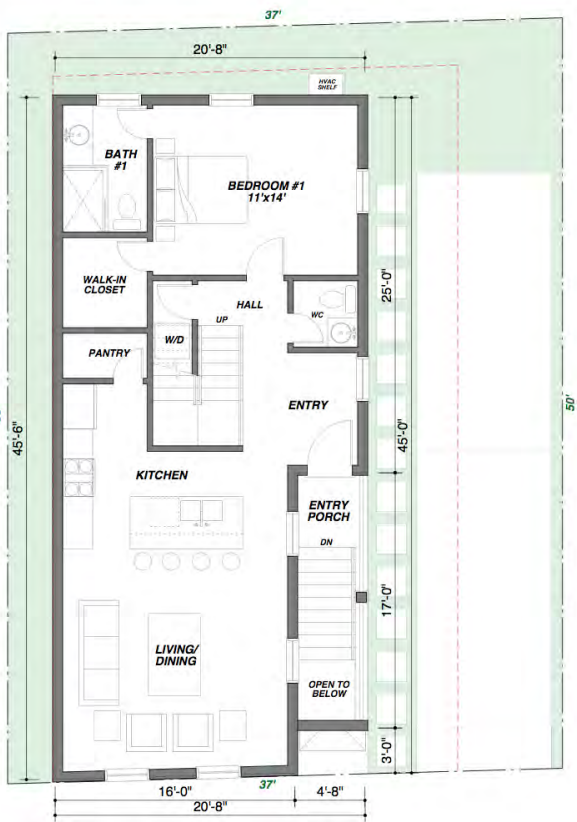 37'
20'-8"
HVAC
SHELF
BATH
#1
BEDROOM #1
11'x14'
WALK-IN
CLOSET
HALL
UP
WC
25'-0"
W/D
PANTRY
ENTRY
45'-6"
45'-0"
50'
KITCHEN
ENTRY
PORCH
DN
17'-0"
LIVING/
DINING
OPEN TO
BELOW
3'-0"
37'
16'-0"
4'-8"
20'-8"